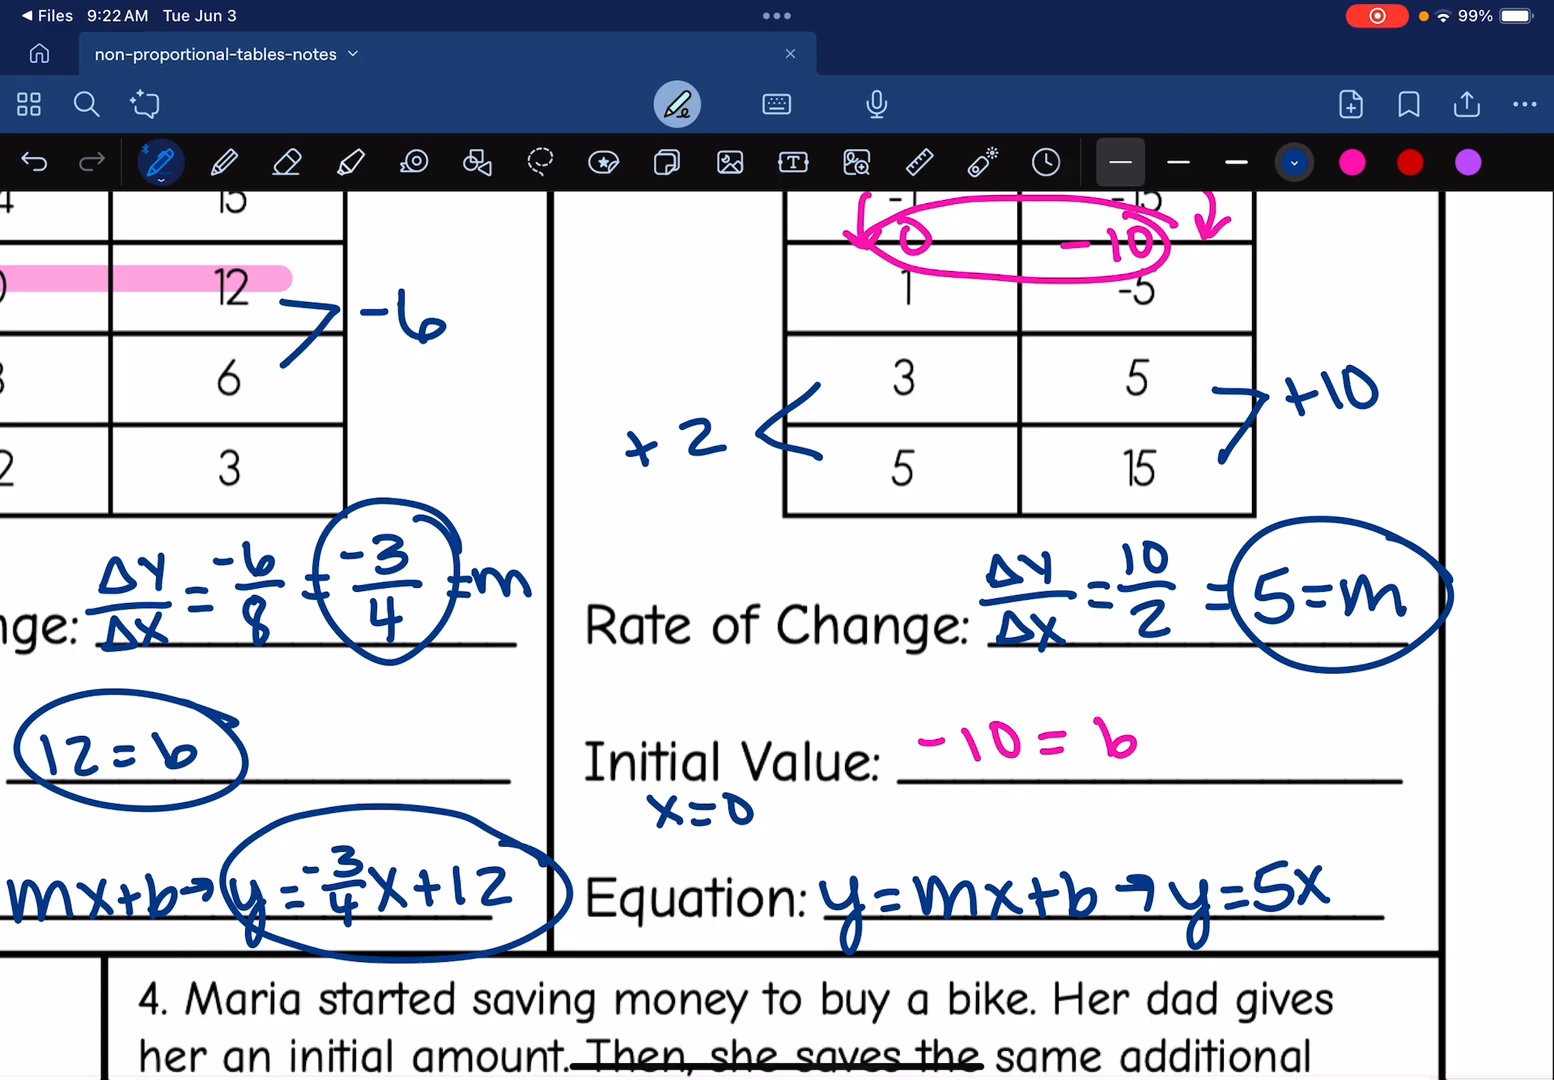 Files 9:22 AM Tue Jun 3 99%
non-proportional-tables-notes
4 15
12
-6
6
3
2 3
-1 -15
0 -10
1 -5
3 5
+2 +10
5 15
nge: ΔY/ΔX = -6/8 = -3/4 = m
12 = b
mx+b → y = -3/4 x + 12
Rate of Change: ΔY/ΔX = 10/2 = 5 = m
Initial Value: -10 = b
x = 0
Equation: y = mx+b → y = 5x
4. Maria started saving money to buy a bike. Her dad gives
her an initial amount. Then, she saves the same additional